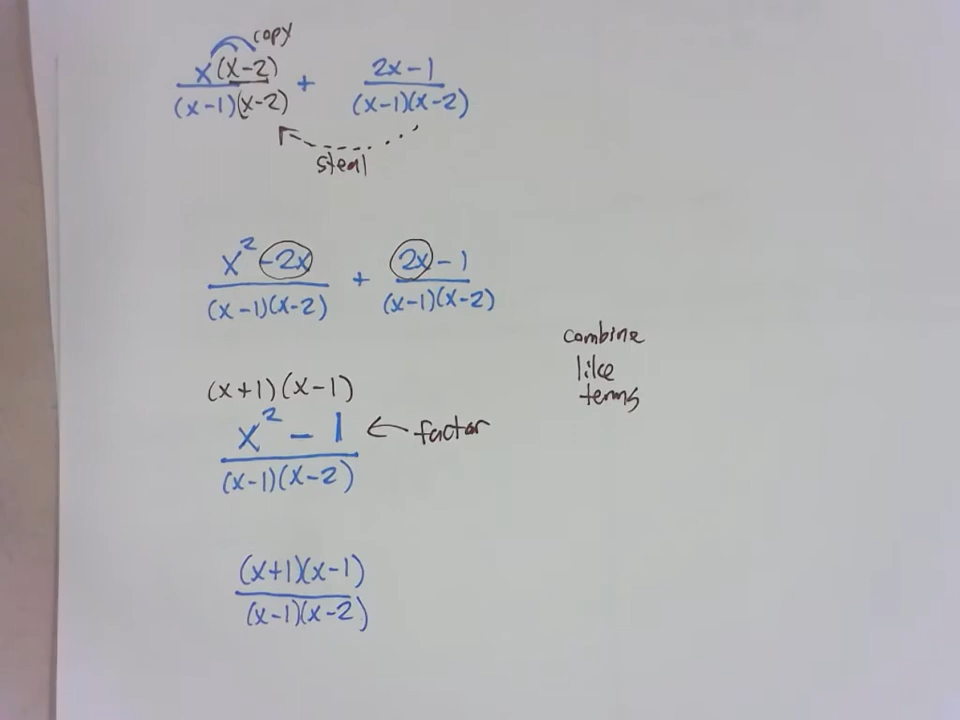 copy
x(x-2) + 2x-1
(x-1)(x-2) (x-1)(x-2)
steal
x² -2x + 2x - 1
(x-1)(x-2) (x-1)(x-2)
combine
like
terms
(x+1)(x-1)
x² - 1 ← factor
(x-1)(x-2)
(x+1)(x-1)
(x-1)(x-2)